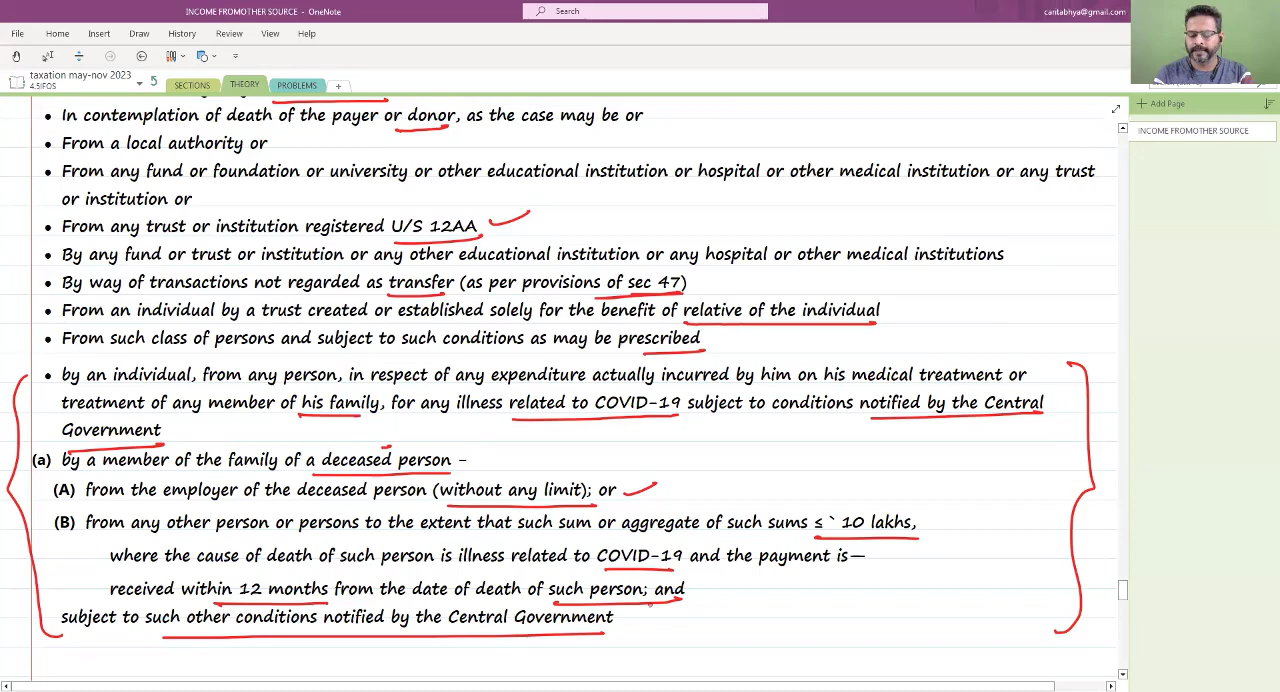 INCOME FROMOTHER SOURCE - OneNote
Search
cantabhya@gmail.com
File Home Insert Draw History Review View Help
taxation may-nov 2023
4.5IFOS
5
SECTIONS THEORY PROBLEMS +
Add Page
INCOME FROMOTHER SOURCE
• In contemplation of death of the payer or donor, as the case may be or
• From a local authority or
• From any fund or foundation or university or other educational institution or hospital or other medical institution or any trust
or institution or
• From any trust or institution registered U/S 12AA
• By any fund or trust or institution or any other educational institution or any hospital or other medical institutions
• By way of transactions not regarded as transfer (as per provisions of sec 47)
• From an individual by a trust created or established solely for the benefit of relative of the individual
• From such class of persons and subject to such conditions as may be prescribed
• by an individual, from any person, in respect of any expenditure actually incurred by him on his medical treatment or
treatment of any member of his family, for any illness related to COVID-19 subject to conditions notified by the Central
Government
(a) by a member of the family of a deceased person -
(A) from the employer of the deceased person (without any limit); or
(B) from any other person or persons to the extent that such sum or aggregate of such sums ≤ ` 10 lakhs,
where the cause of death of such person is illness related to COVID-19 and the payment is—
received within 12 months from the date of death of such person; and
subject to such other conditions notified by the Central Government